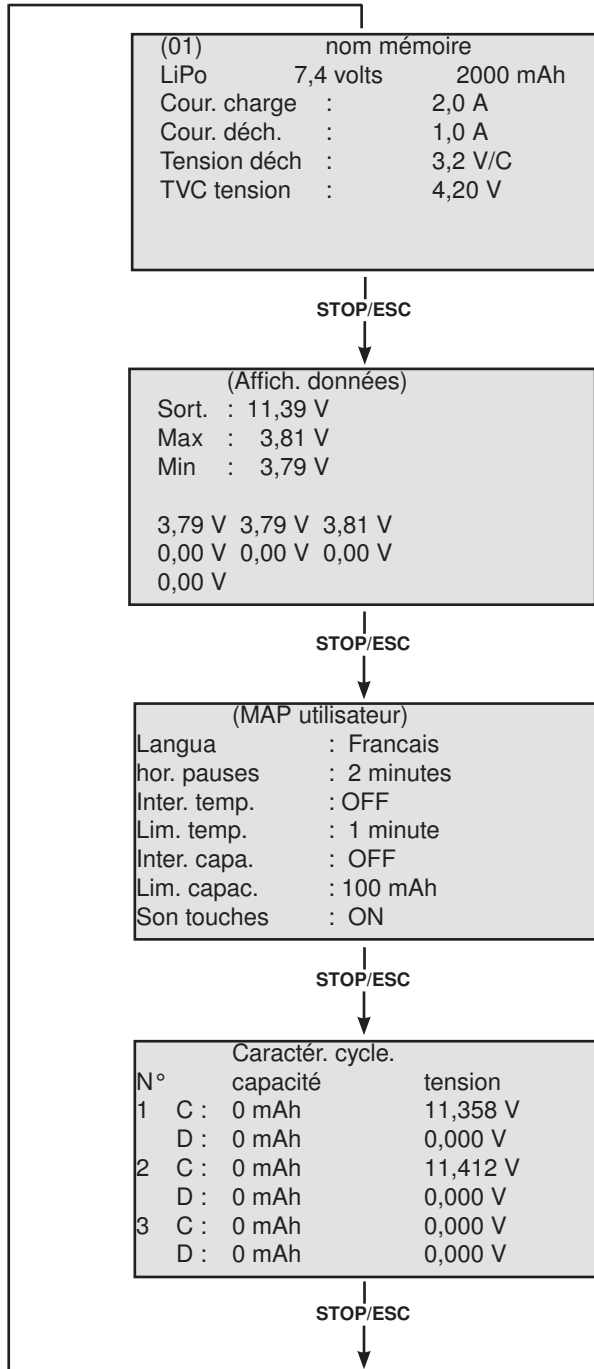 (01) nom mémoire
LiPo 7,4 volts 2000 mAh
Cour. charge : 2,0 A
Cour. déch. : 1,0 A
Tension déch : 3,2 V/C
TVC tension : 4,20 V
STOP/ESC
(Affich. données)
Sort. : 11,39 V
Max : 3,81 V
Min : 3,79 V
3,79 V 3,79 V 3,81 V
0,00 V 0,00 V 0,00 V
0,00 V
STOP/ESC
(MAP utilisateur)
Langua : Francais
hor. pauses : 2 minutes
Inter. temp. : OFF
Lim. temp. : 1 minute
Inter. capa. : OFF
Lim. capac. : 100 mAh
Son touches : ON
STOP/ESC
Caractér. cycle.
N° capacité tension
1 C : 0 mAh 11,358 V
D : 0 mAh 0,000 V
2 C : 0 mAh 11,412 V
D : 0 mAh 0,000 V
3 C : 0 mAh 0,000 V
D : 0 mAh 0,000 V
STOP/ESC